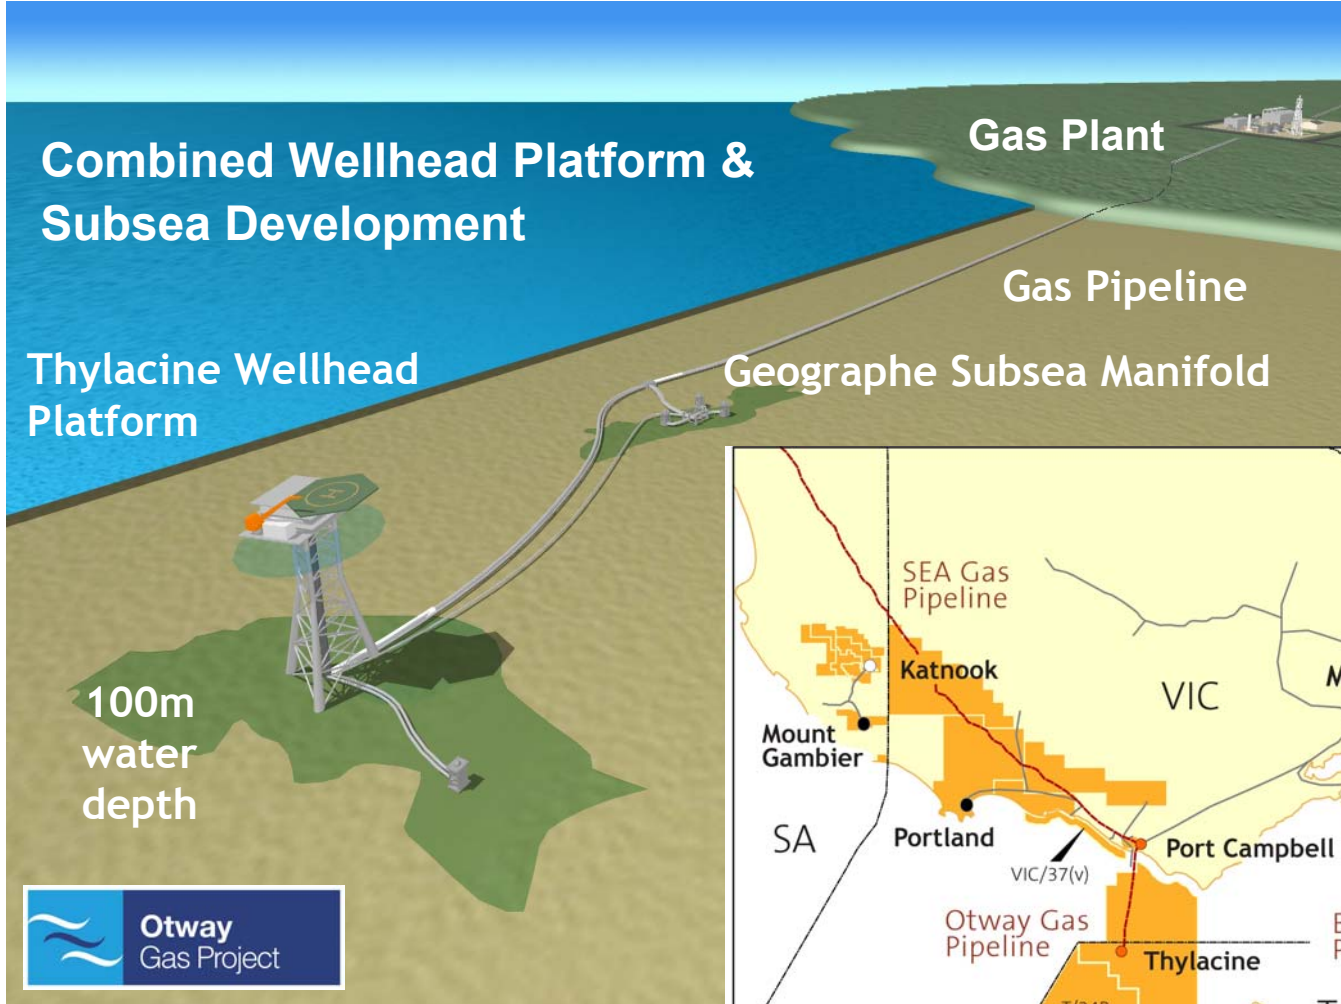 Combined Wellhead Platform &
Subsea Development
Gas Plant
Gas Pipeline
Thylacine Wellhead
Platform
Geographe Subsea Manifold
100m
water
depth
Otway
Gas Project
SEA Gas
Pipeline
Katnook
VIC
Mount
Gambier
SA
Portland
VIC/37(v)
Port Campbell
Otway Gas
Pipeline
Thylacine